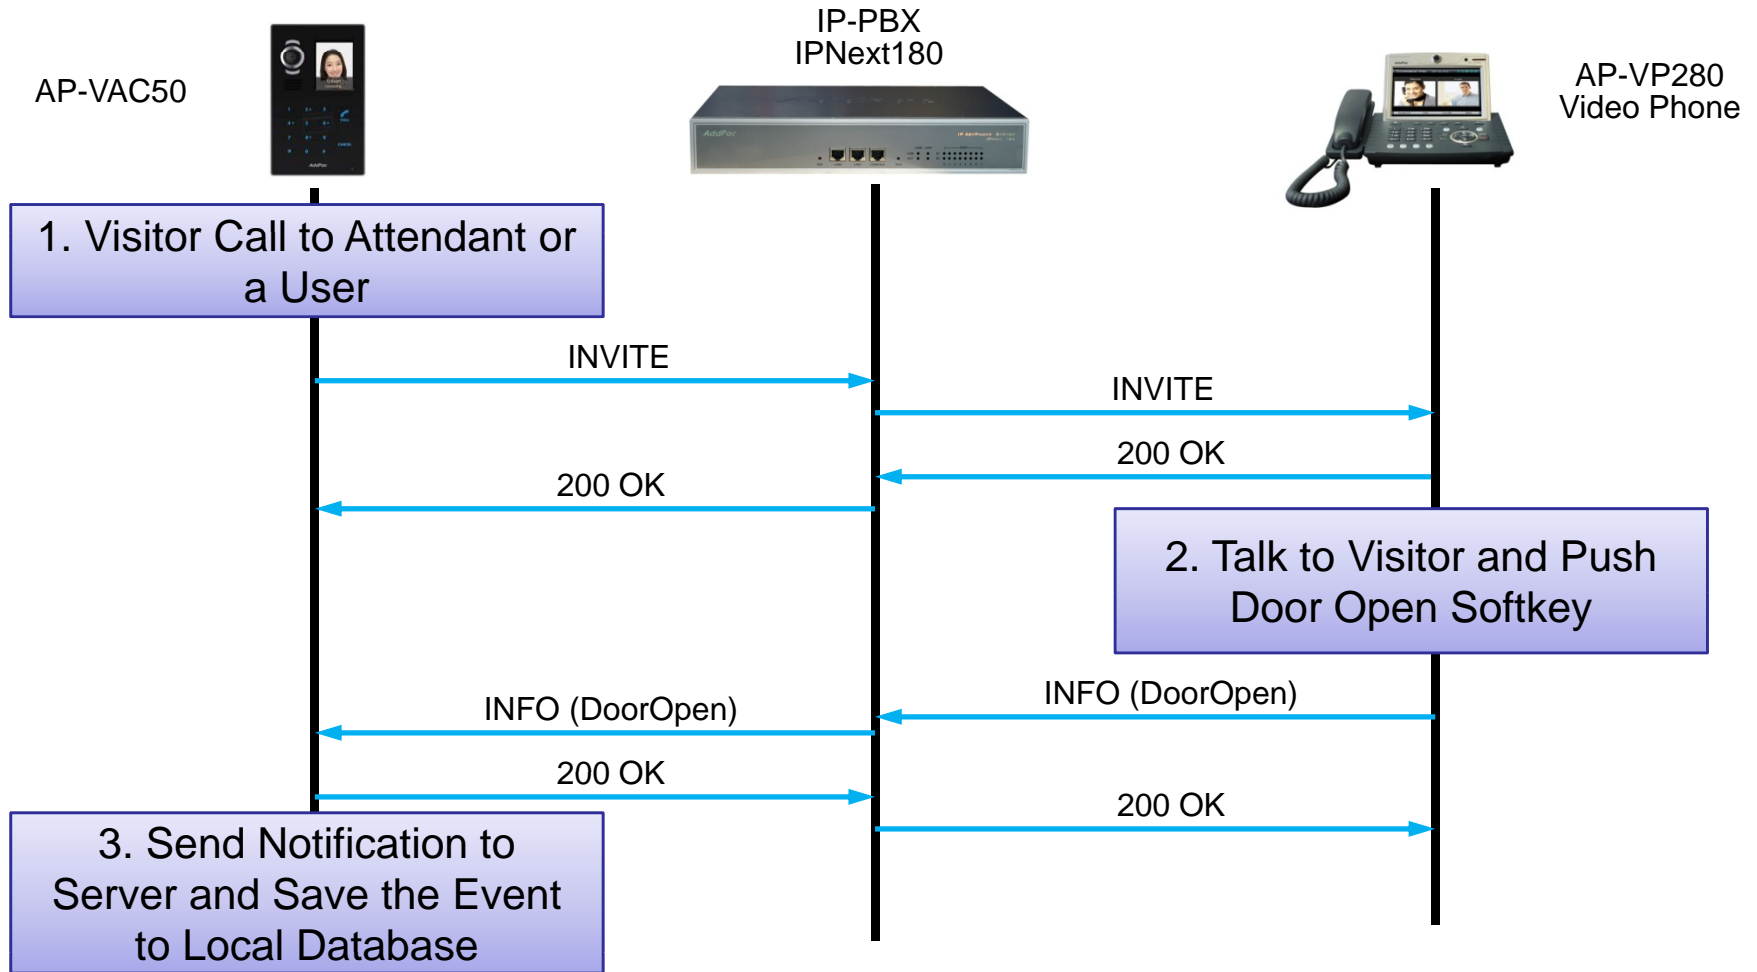 IP-PBX
IPNext180
AP-VAC50
AP-VP280
Video Phone
AddPac
AddPac
1. Visitor Call to Attendant or
a User
INVITE
INVITE
200 OK
200 OK
2. Talk to Visitor and Push
Door Open Softkey
INFO (DoorOpen)
INFO (DoorOpen)
200 OK
200 OK
3. Send Notification to
Server and Save the Event
to Local Database